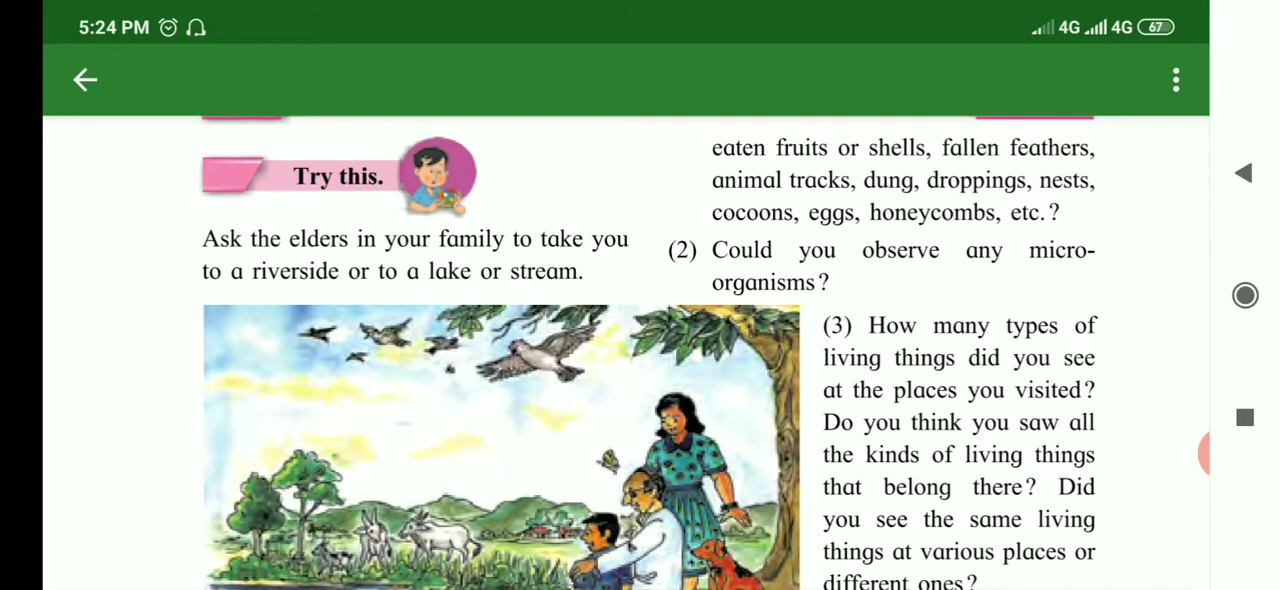 5:24 PM
4G 4G 67
Try this.
Ask the elders in your family to take you
to a riverside or to a lake or stream.
eaten fruits or shells, fallen feathers,
animal tracks, dung, droppings, nests,
cocoons, eggs, honeycombs, etc.?
(2) Could you observe any micro-
organisms?
(3) How many types of
living things did you see
at the places you visited?
Do you think you saw all
the kinds of living things
that belong there? Did
you see the same living
things at various places or
different ones?